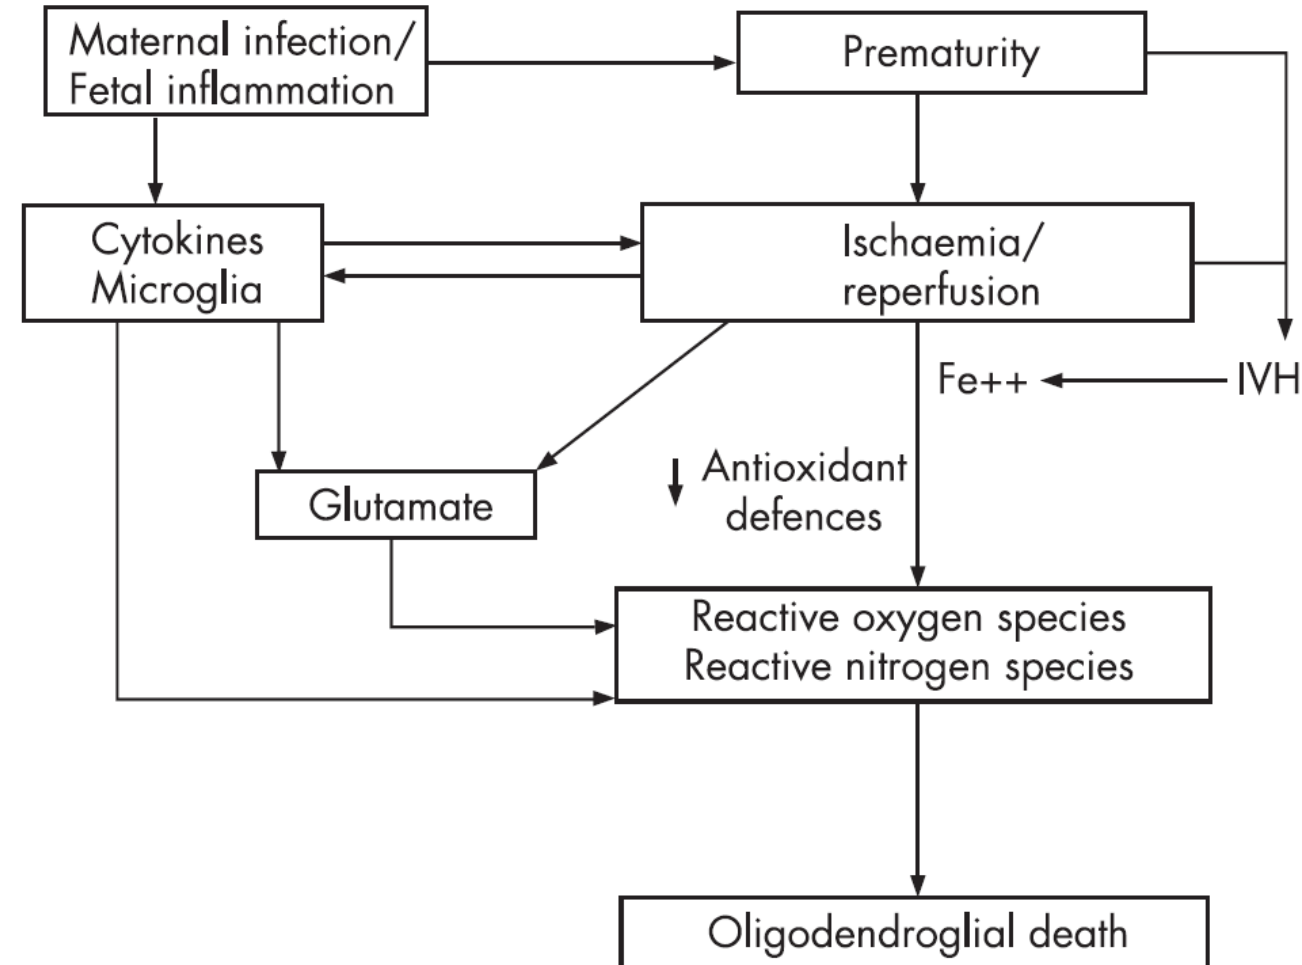 Maternal infection/
Fetal inflammation
Prematurity
Cytokines
Microglia
Ischaemia/
reperfusion
Fe++
IVH
Glutamate
Antioxidant
defences
Reactive oxygen species
Reactive nitrogen species
Oligodendroglial death